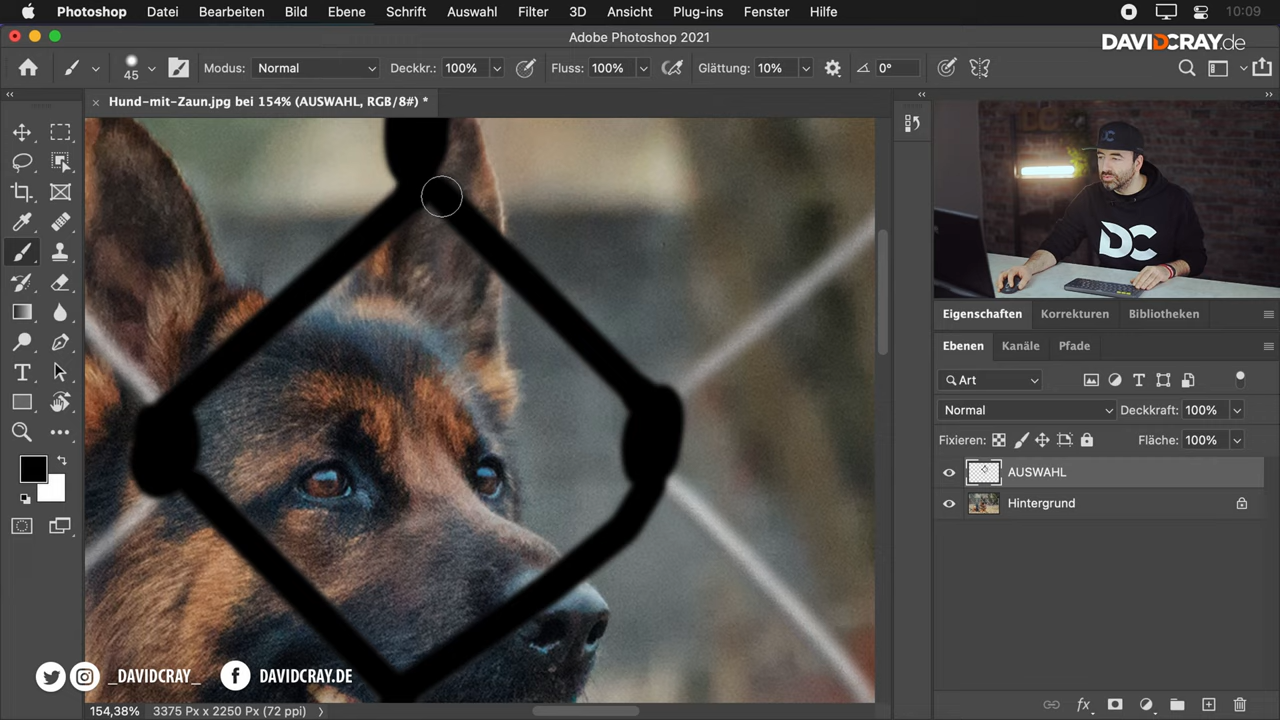 Photoshop Datei Bearbeiten Bild Ebene Schrift Auswahl Filter 3D Ansicht Plug-ins Fenster Hilfe 10:09
Adobe Photoshop 2021
DAVIDCRAY.de
45 Modus: Normal Deckkr.: 100% Fluss: 100% Glättung: 10% 0°
Hund-mit-Zaun.jpg bei 154% (AUSWAHL, RGB/8#) *
DC
Eigenschaften Korrekturen Bibliotheken
Ebenen Kanäle Pfade
Art
Normal Deckkraft: 100%
Fixieren: Fläche: 100%
AUSWAHL
Hintergrund
_DAVIDCRAY_ DAVIDCRAY.DE
154,38% 3375 Px x 2250 Px (72 ppi)